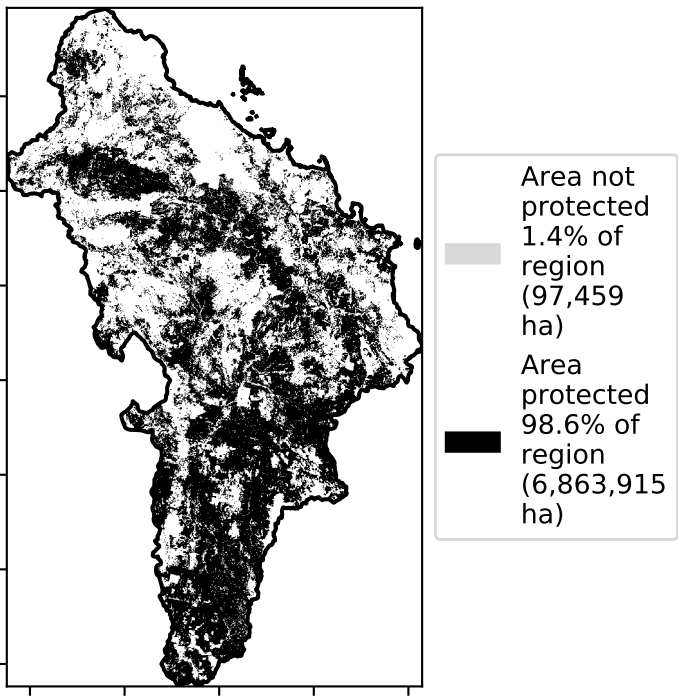 Area not
protected
1.4% of
region
(97,459
ha)
Area
protected
98.6% of
region
(6,863,915
ha)